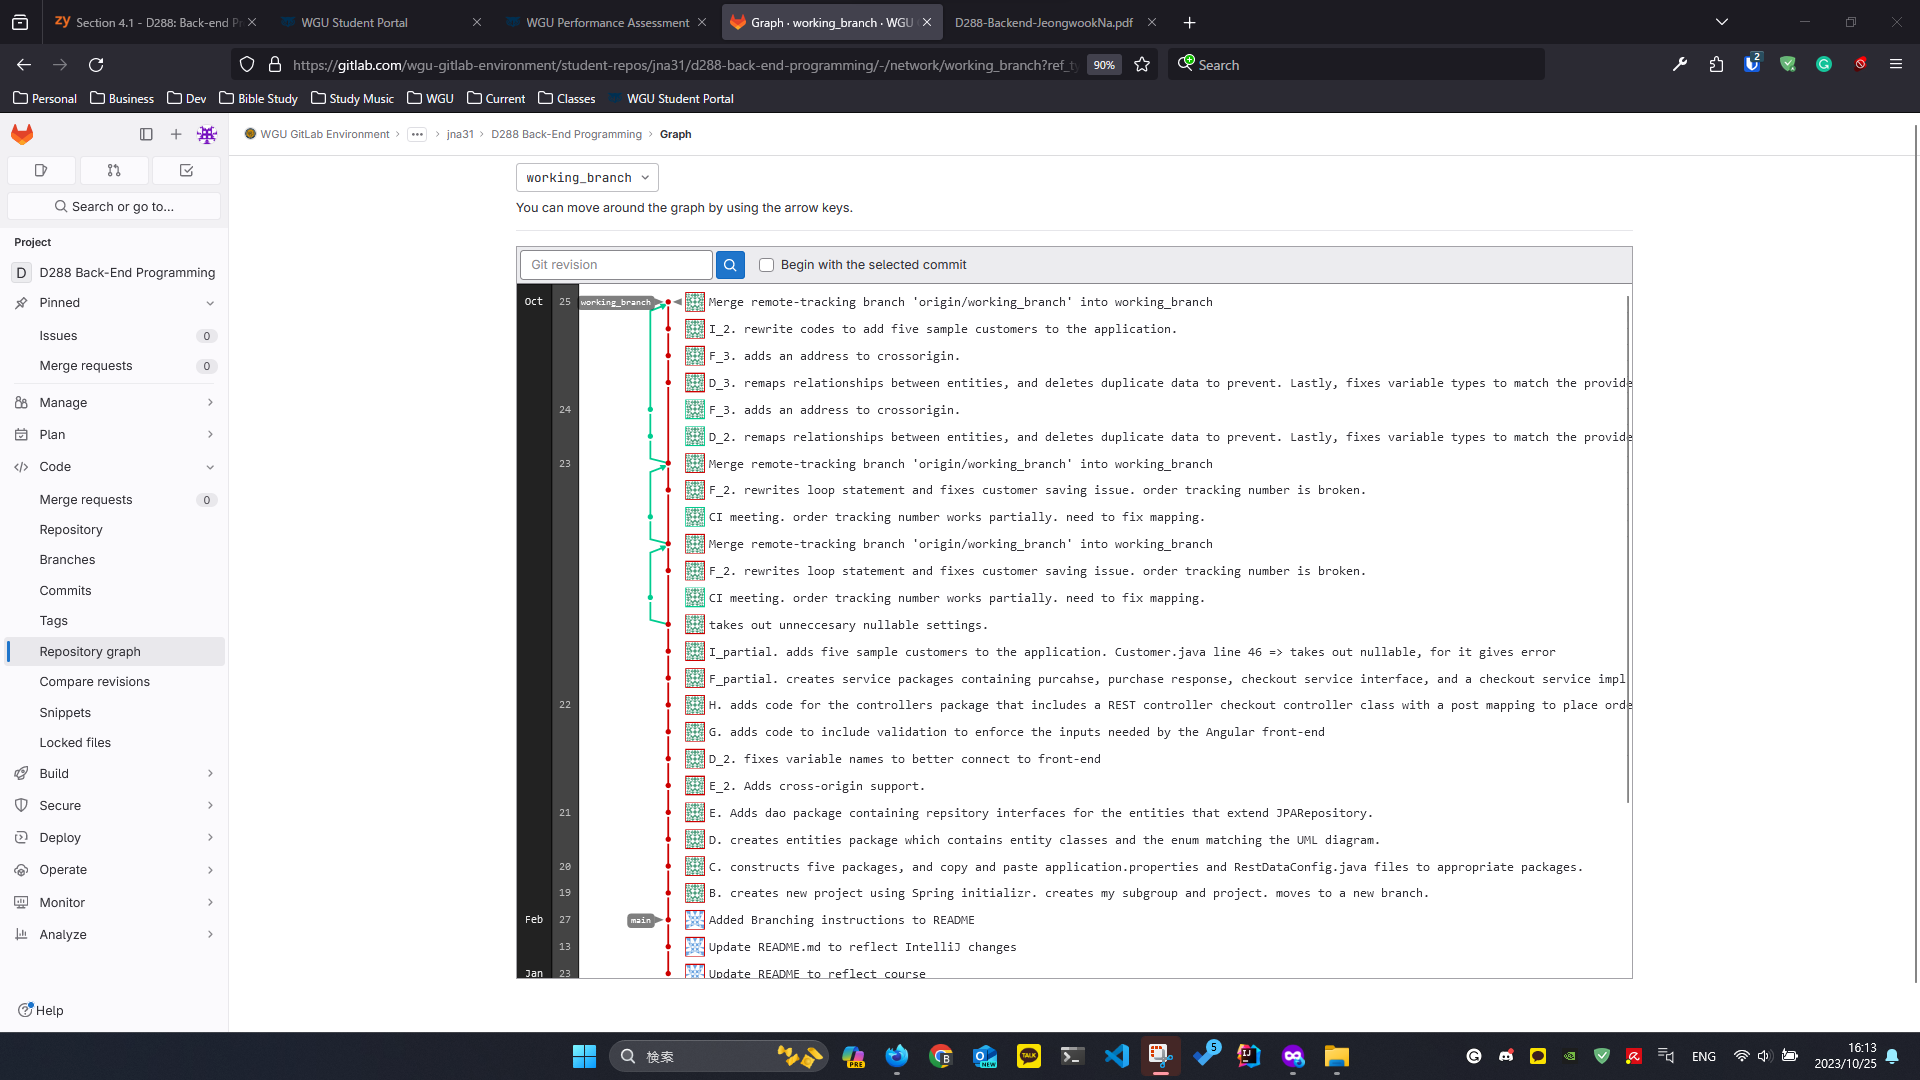 Section 4.1 - D288: Back-end P
WGU Student Portal
WGU Performance Assessment
Graph · working_branch · WGU
D288-Backend-JeongwookNa.pdf
https://gitlab.com/wgu-gitlab-environment/student-repos/jna31/d288-back-end-programming/-/network/working_branch?ref_ty
90%
Search
Personal
Business
Dev
Bible Study
Study Music
WGU
Current
Classes
WGU Student Portal
WGU GitLab Environment
jna31
D288 Back-End Programming
Graph
Search or go to...
Project
D D288 Back-End Programming
Pinned
Issues 0
Merge requests 0
Manage
Plan
Code
Merge requests 0
Repository
Branches
Commits
Tags
Repository graph
Compare revisions
Snippets
Locked files
Build
Secure
Deploy
Operate
Monitor
Analyze
Help
working_branch
You can move around the graph by using the arrow keys.
Git revision
Begin with the selected commit
Oct 25 working_branch Merge remote-tracking branch 'origin/working_branch' into working_branch
I_2. rewrite codes to add five sample customers to the application.
F_3. adds an address to crossorigin.
D_3. remaps relationships between entities, and deletes duplicate data to prevent. Lastly, fixes variable types to match the provide
24 F_3. adds an address to crossorigin.
D_2. remaps relationships between entities, and deletes duplicate data to prevent. Lastly, fixes variable types to match the provide
23 Merge remote-tracking branch 'origin/working_branch' into working_branch
F_2. rewrites loop statement and fixes customer saving issue. order tracking number is broken.
CI meeting. order tracking number works partially. need to fix mapping.
Merge remote-tracking branch 'origin/working_branch' into working_branch
F_2. rewrites loop statement and fixes customer saving issue. order tracking number is broken.
CI meeting. order tracking number works partially. need to fix mapping.
takes out unneccesary nullable settings.
I_partial. adds five sample customers to the application. Customer.java line 46 => takes out nullable, for it gives error
F_partial. creates service packages containing purcahse, purchase response, checkout service interface, and a checkout service impl
22 H. adds code for the controllers package that includes a REST controller checkout controller class with a post mapping to place orde
G. adds code to include validation to enforce the inputs needed by the Angular front-end
D_2. fixes variable names to better connect to front-end
E_2. Adds cross-origin support.
21 E. Adds dao package containing repsitory interfaces for the entities that extend JPARepository.
D. creates entities package which contains entity classes and the enum matching the UML diagram.
20 C. constructs five packages, and copy and paste application.properties and RestDataConfig.java files to appropriate packages.
19 B. creates new project using Spring initializr. creates my subgroup and project. moves to a new branch.
Feb 27 main Added Branching instructions to README
13 Update README.md to reflect IntelliJ changes
Jan 23 Update README to reflect course
検索
ENG
16:13
2023/10/25